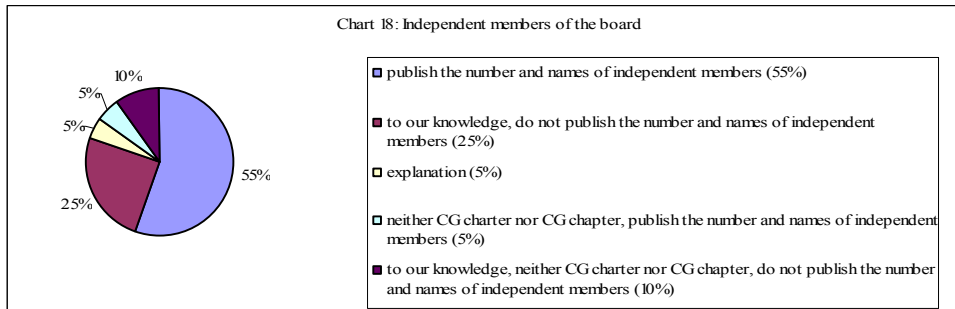 Chart 18: Independent members of the board
10%
5%
5%
25%
55%
publish the number and names of independent members (55%)
to our knowledge, do not publish the number and names of independent
members (25%)
explanation (5%)
neither CG charter nor CG chapter, publish the number and names of independent
members (5%)
to our knowledge, neither CG charter nor CG chapter, do not publish the number
and names of independent members (10%)